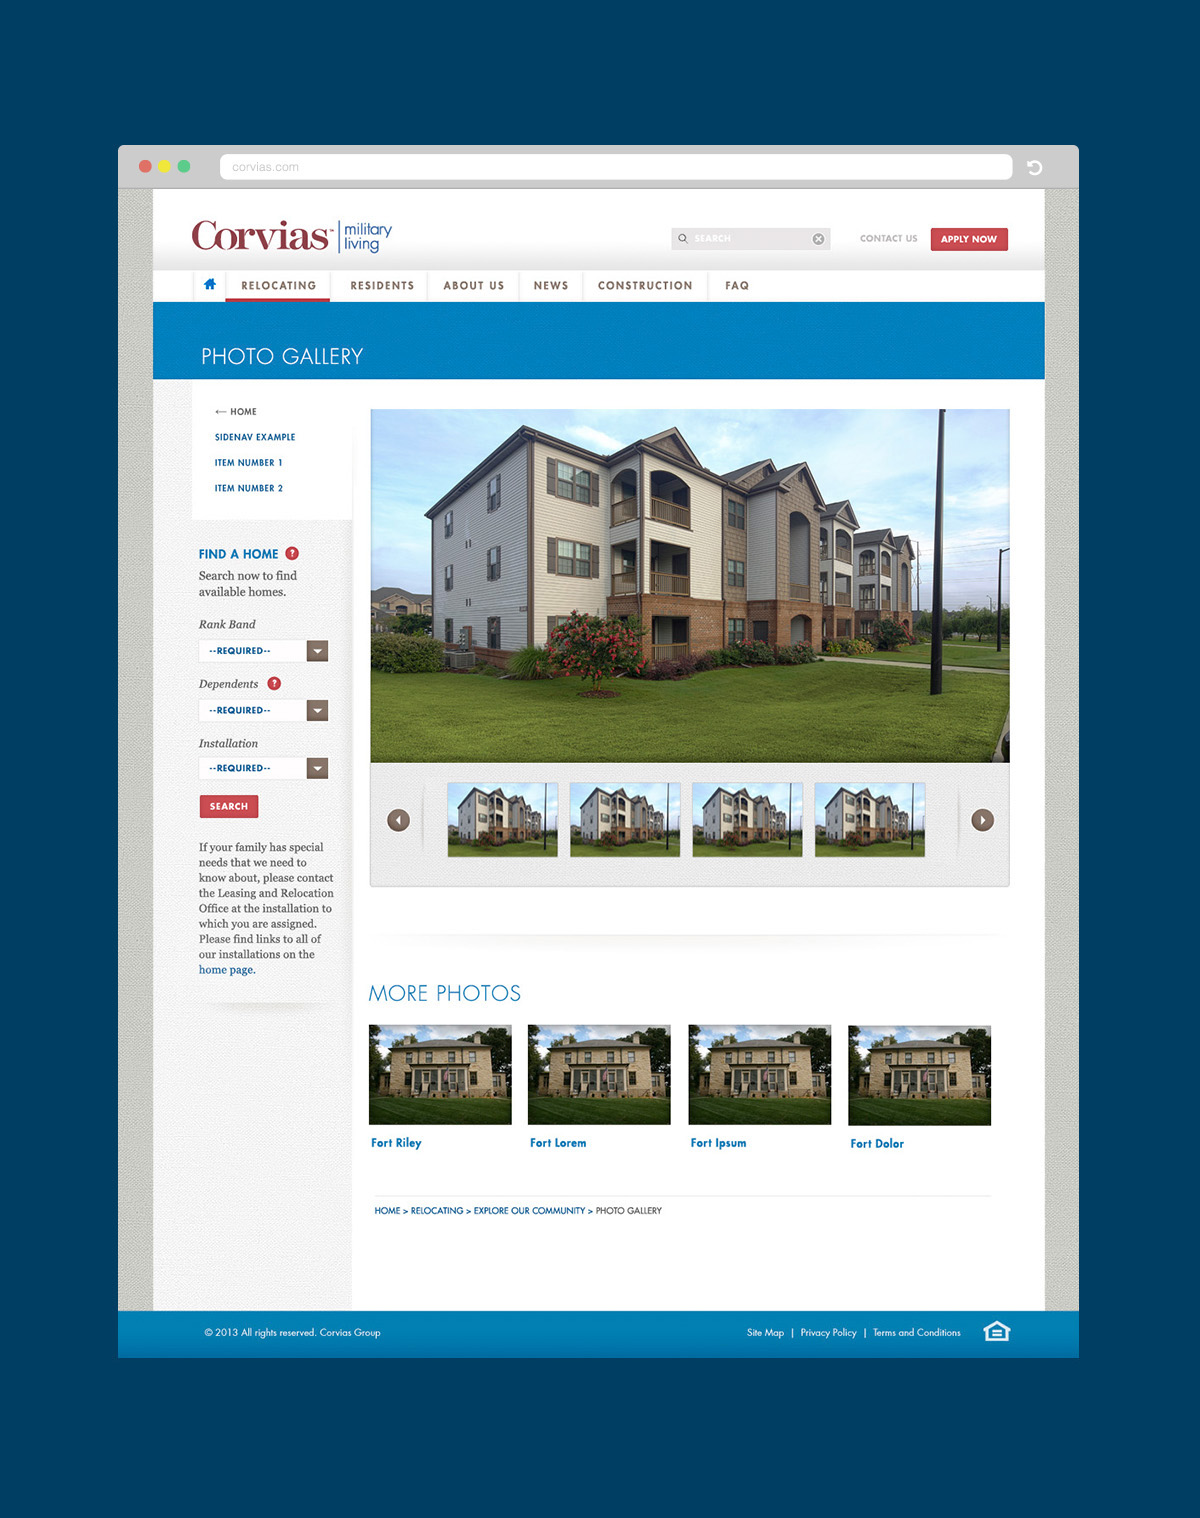 corvias.com
Corvias™ military living
SEARCH
CONTACT US
APPLY NOW
RELOCATING
RESIDENTS
ABOUT US
NEWS
CONSTRUCTION
FAQ
PHOTO GALLERY
← HOME
SIDENAV EXAMPLE
ITEM NUMBER 1
ITEM NUMBER 2
FIND A HOME ?
Search now to find
available homes.
Rank Band
--REQUIRED--
Dependents ?
--REQUIRED--
Installation
--REQUIRED--
SEARCH
If your family has special
needs that we need to
know about, please contact
the Leasing and Relocation
Office at the installation to
which you are assigned.
Please find links to all of
our installations on the
home page.
MORE PHOTOS
Fort Riley
Fort Lorem
Fort Ipsum
Fort Dolor
HOME > RELOCATING > EXPLORE OUR COMMUNITY > PHOTO GALLERY
© 2013 All rights reserved. Corvias Group
Site Map | Privacy Policy | Terms and Conditions